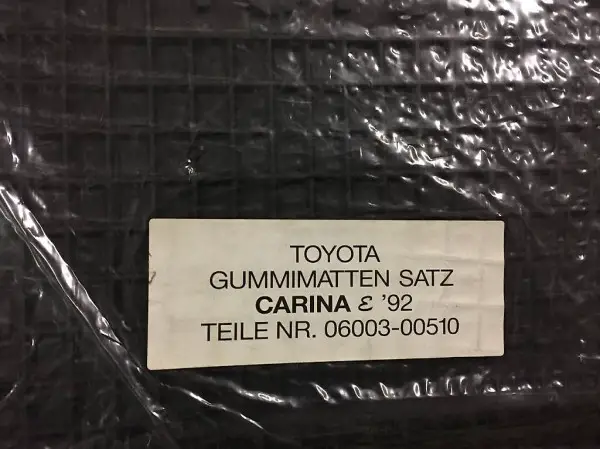 TOYOTA
GUMMIMATTEN SATZ
CARINA ε '92
TEILE NR. 06003-00510